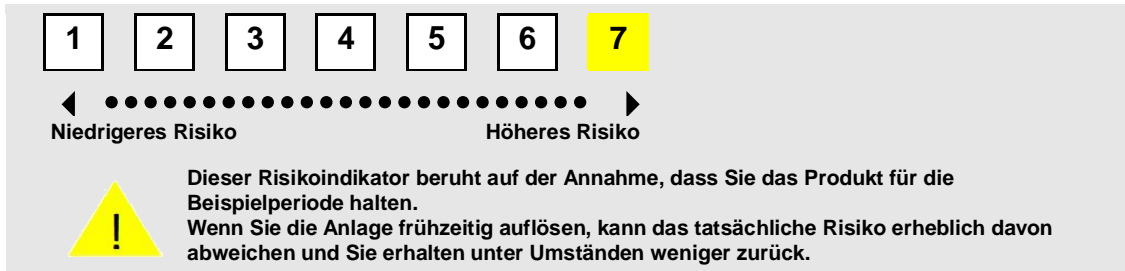 1 2 3 4 5 6 7
Niedrigeres Risiko Höheres Risiko
Dieser Risikoindikator beruht auf der Annahme, dass Sie das Produkt für die
Beispielperiode halten.
Wenn Sie die Anlage frühzeitig auflösen, kann das tatsächliche Risiko erheblich davon
abweichen und Sie erhalten unter Umständen weniger zurück.
!